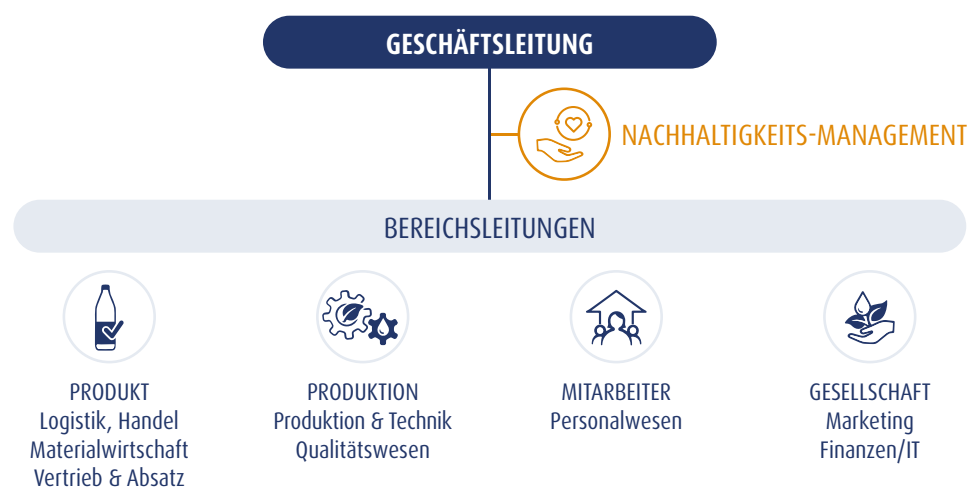 GESCHÄFTSLEITUNG
NACHHALTIGKEITS-MANAGEMENT
BEREICHSLEITUNGEN
PRODUKT
Logistik, Handel
Materialwirtschaft
Vertrieb & Absatz
PRODUKTION
Produktion & Technik
Qualitätswesen
MITARBEITER
Personalwesen
GESELLSCHAFT
Marketing
Finanzen/IT